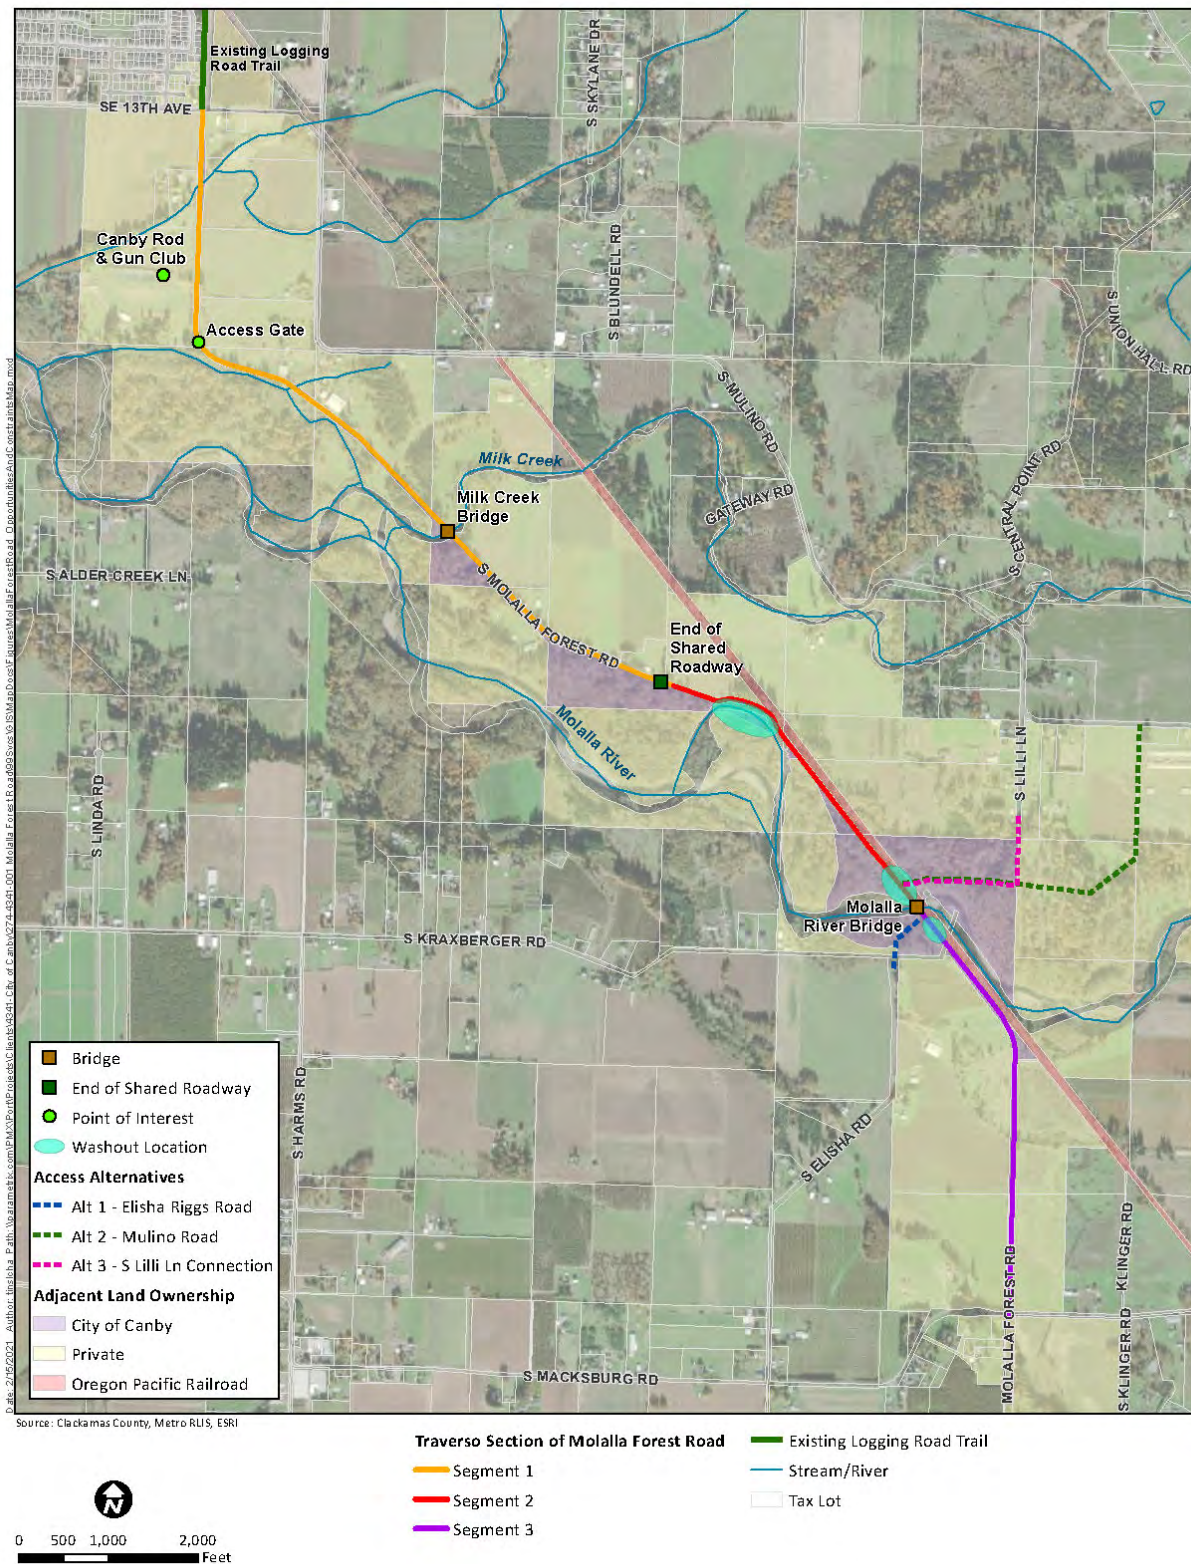 Existing Logging
Road Trail
SE 13TH AVE
S SKYLANE DR
Canby Rod
& Gun Club
S BLUNDELL RD
S UNION HALL RD
Access Gate
S MULINO RD
Milk Creek
Milk Creek
Bridge
GATEWAY RD
S CENTRAL POINT RD
S ALDER CREEK LN
S MOLALLA FOREST RD
End of
Shared
Roadway
Molalla River
S LILLI LN
S LINDA RD
Molalla
River Bridge
S KRAXBERGER RD
S HARMS RD
S ELISHA RD
KLINGER RD
MOLALLA FOREST RD
S KLINGER RD
S MACKSBURG RD
Bridge
End of Shared Roadway
Point of Interest
Washout Location
Access Alternatives
Alt 1 - Elisha Riggs Road
Alt 2 - Mulino Road
Alt 3 - S Lilli Ln Connection
Adjacent Land Ownership
City of Canby
Private
Oregon Pacific Railroad
Source: Clackamas County, Metro RLIS, ESRI
Traverso Section of Molalla Forest Road
Segment 1
Segment 2
Segment 3
Existing Logging Road Trail
Stream/River
Tax Lot
N
0 500 1,000 2,000
Feet